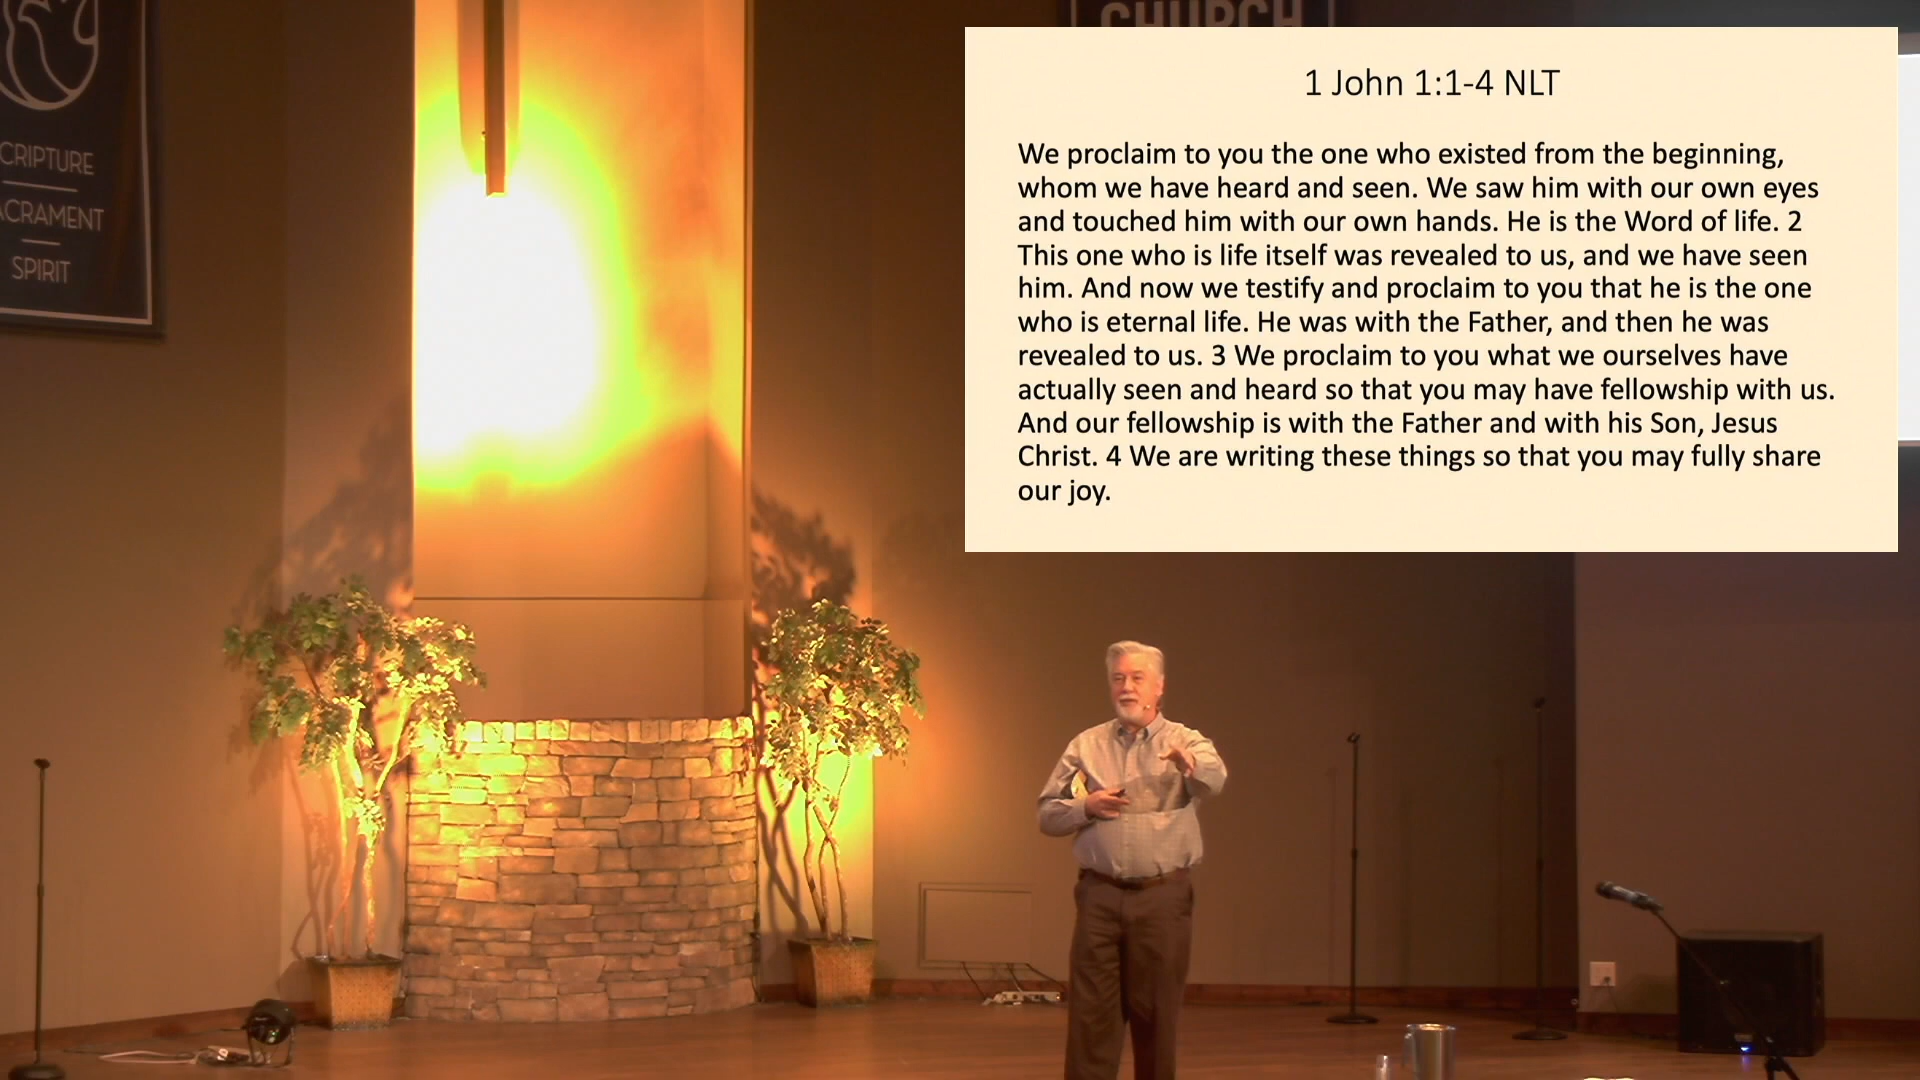 CHURCH
1 John 1:1-4 NLT
We proclaim to you the one who existed from the beginning,
whom we have heard and seen. We saw him with our own eyes
and touched him with our own hands. He is the Word of life. 2
This one who is life itself was revealed to us, and we have seen
him. And now we testify and proclaim to you that he is the one
who is eternal life. He was with the Father, and then he was
revealed to us. 3 We proclaim to you what we ourselves have
actually seen and heard so that you may have fellowship with us.
And our fellowship is with the Father and with his Son, Jesus
Christ. 4 We are writing these things so that you may fully share
our joy.
CRIPTURE
ACRAMENT
SPIRIT